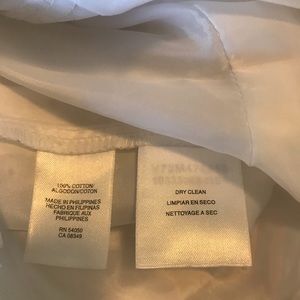 100% COTTON
ALGODON/COTON
MADE IN PHILIPPINES
HECHO EN FILIPINAS
FABRIQUE AUX
PHILIPPINES
RN 54050
CA 08949
DRY CLEAN
LIMPIAR EN SECO
NETTOYAGE A SEC